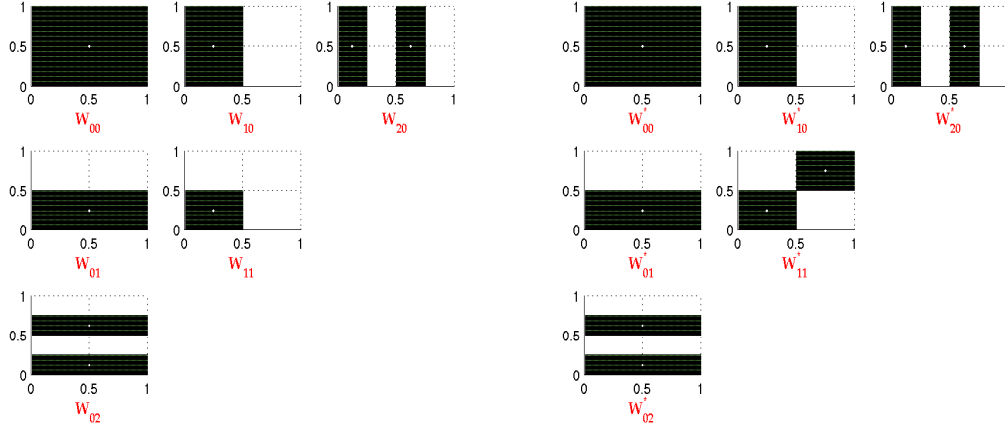 1 1 1 1 1 1
0.5 0.5 0.5 0.5 0.5 0.5
0 0 0 0 0 0
0 0.5 1 0 0.5 1 0 0.5 1 0 0.5 1 0 0.5 1 0 0.5 1
W00 W10 W20 W*00 W*10 W*20
1 1 1 1
0.5 0.5 0.5 0.5
0 0 0 0
0 0.5 1 0 0.5 1 0 0.5 1 0 0.5 1
W01 W11 W*01 W*11
1 1
0.5 0.5
0 0
0 0.5 1 0 0.5 1
W02 W*02